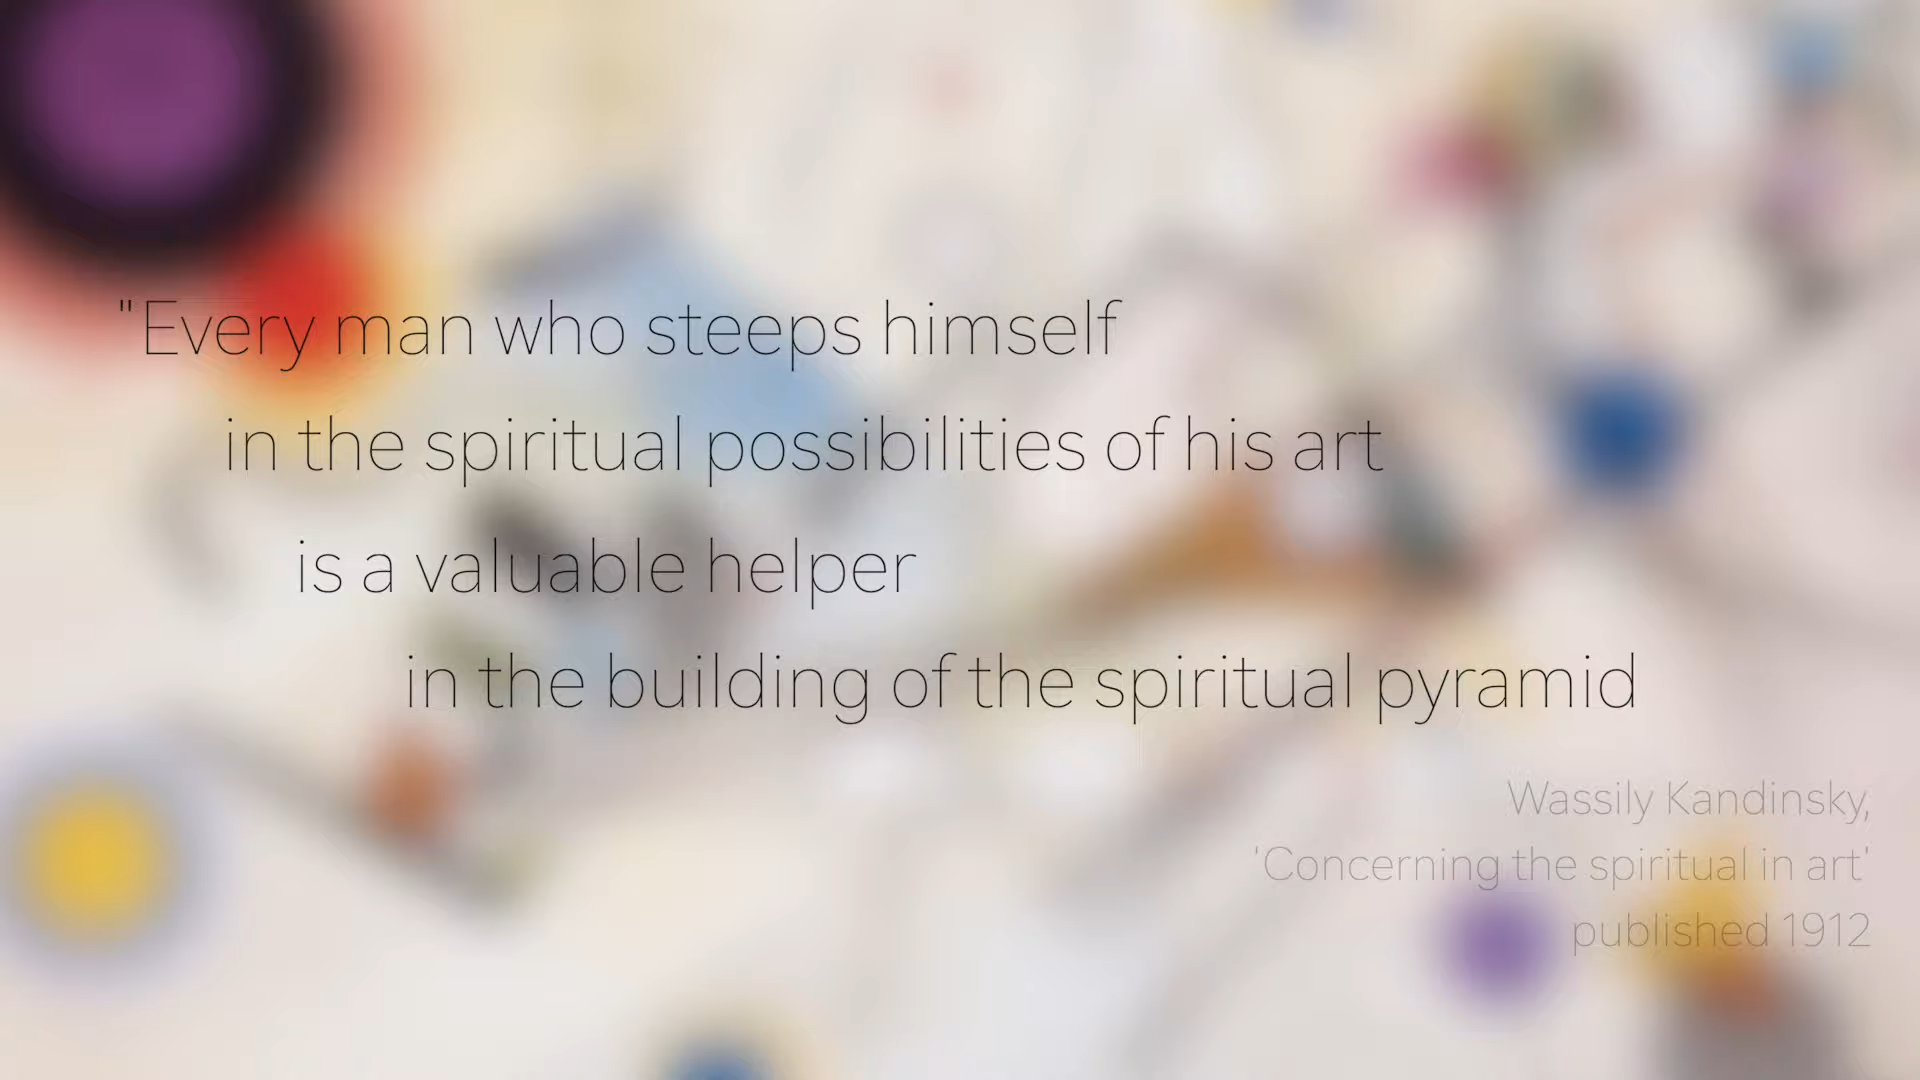 "Every man who steeps himself
in the spiritual possibilities of his art
is a valuable helper
in the building of the spiritual pyramid
Wassily Kandinsky,
'Concerning the spiritual in art'
published 1912